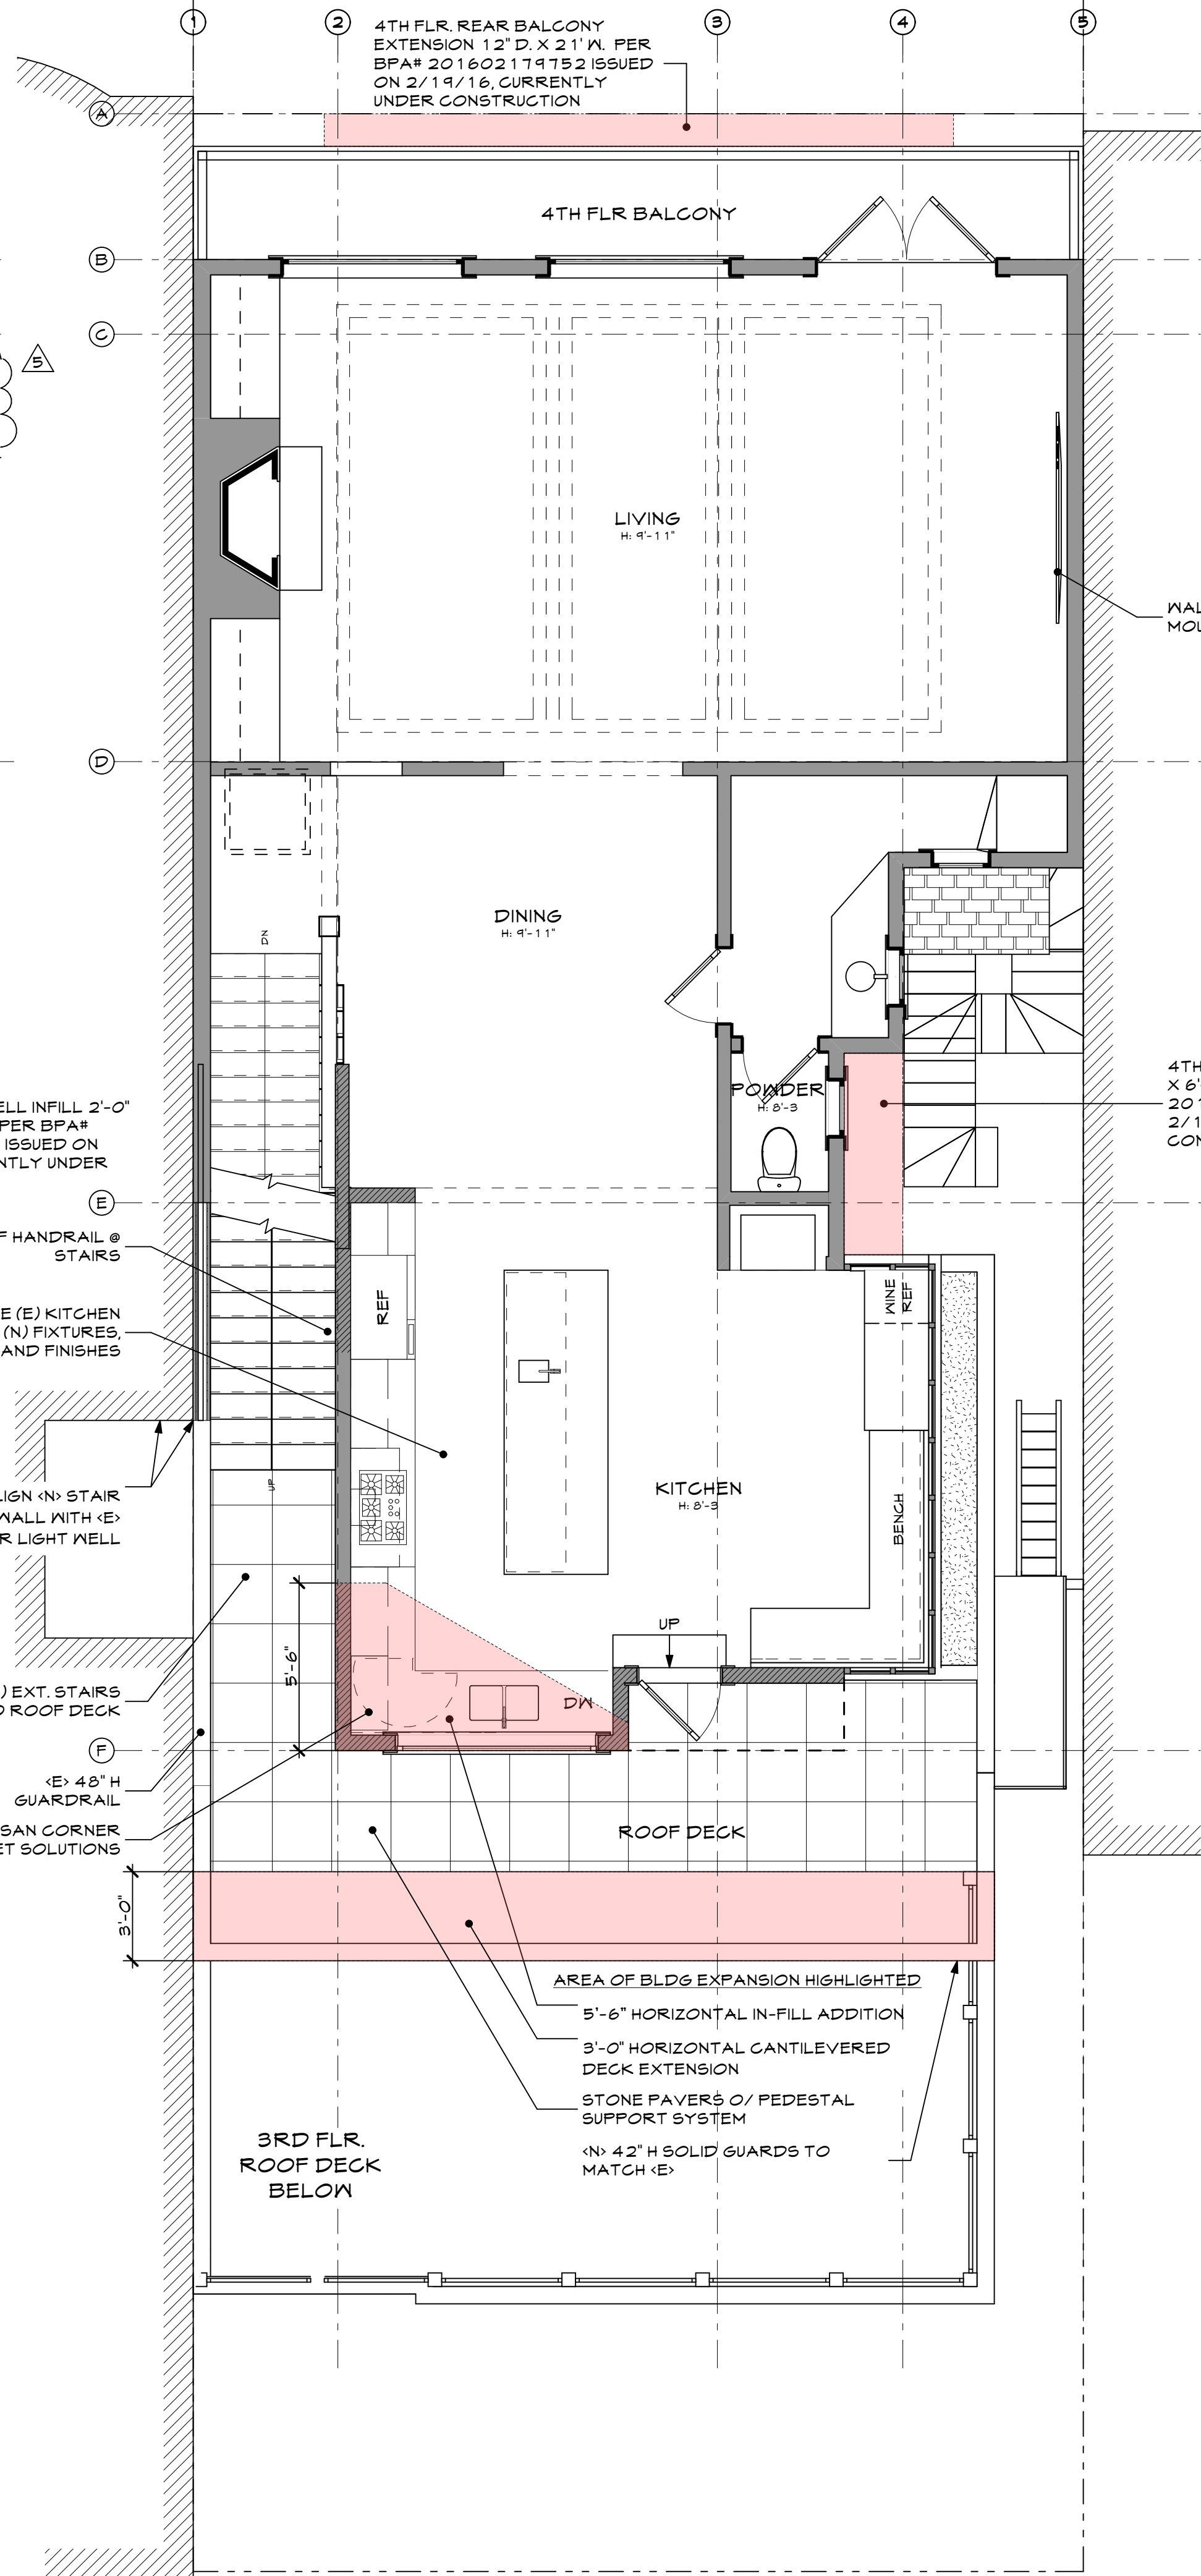 1
2
3
4
5
4TH FLR. REAR BALCONY
EXTENSION 12" D. X 21' W. PER
BPA# 201602179752 ISSUED
ON 2/19/16, CURRENTLY
UNDER CONSTRUCTION
A
4TH FLR BALCONY
B
C
5
LIVING
H: 9'-11"
WAL
MOU
D
DINING
H: 9'-11"
DN
POWDER
H: 8'-3
4TH
X 6'
201
2/1
CON
ELL INFILL 2'-0"
PER BPA#
ISSUED ON
NTLY UNDER
E
F HANDRAIL @
STAIRS
REF
WINE
REF
E (E) KITCHEN
(N) FIXTURES,
AND FINISHES
KITCHEN
H: 8'-3
BENCH
UP
LIGN <N> STAIR
WALL WITH <E>
R LIGHT WELL
UP
5'-6"
DW
) EXT. STAIRS
O ROOF DECK
F
<E> 48" H
GUARDRAIL
SAN CORNER
ET SOLUTIONS
ROOF DECK
3'-0"
AREA OF BLDG EXPANSION HIGHLIGHTED
5'-6" HORIZONTAL IN-FILL ADDITION
3'-0" HORIZONTAL CANTILEVERED
DECK EXTENSION
STONE PAVERS O/ PEDESTAL
SUPPORT SYSTEM
<N> 42" H SOLID GUARDS TO
MATCH <E>
3RD FLR.
ROOF DECK
BELOW